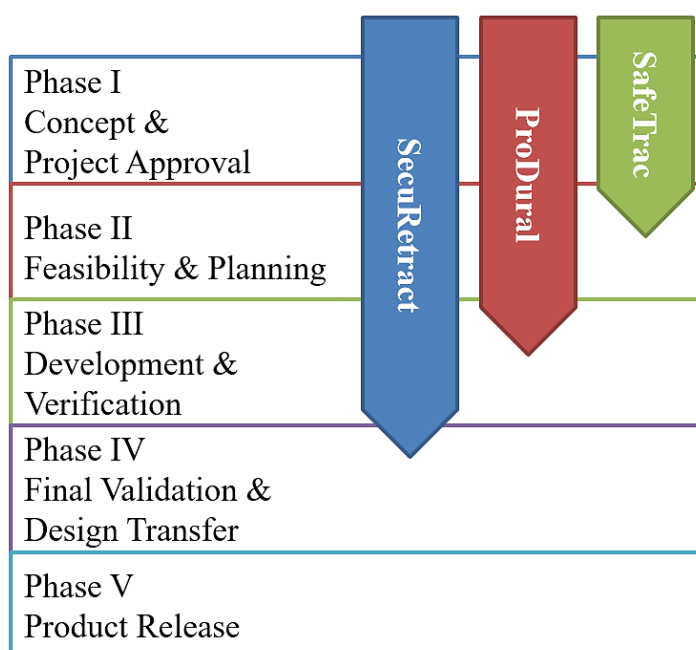 Phase I
Concept &
Project Approval
Phase II
Feasibility & Planning
Phase III
Development &
Verification
Phase IV
Final Validation &
Design Transfer
Phase V
Product Release
SecuRetract
ProDural
SafeTrac